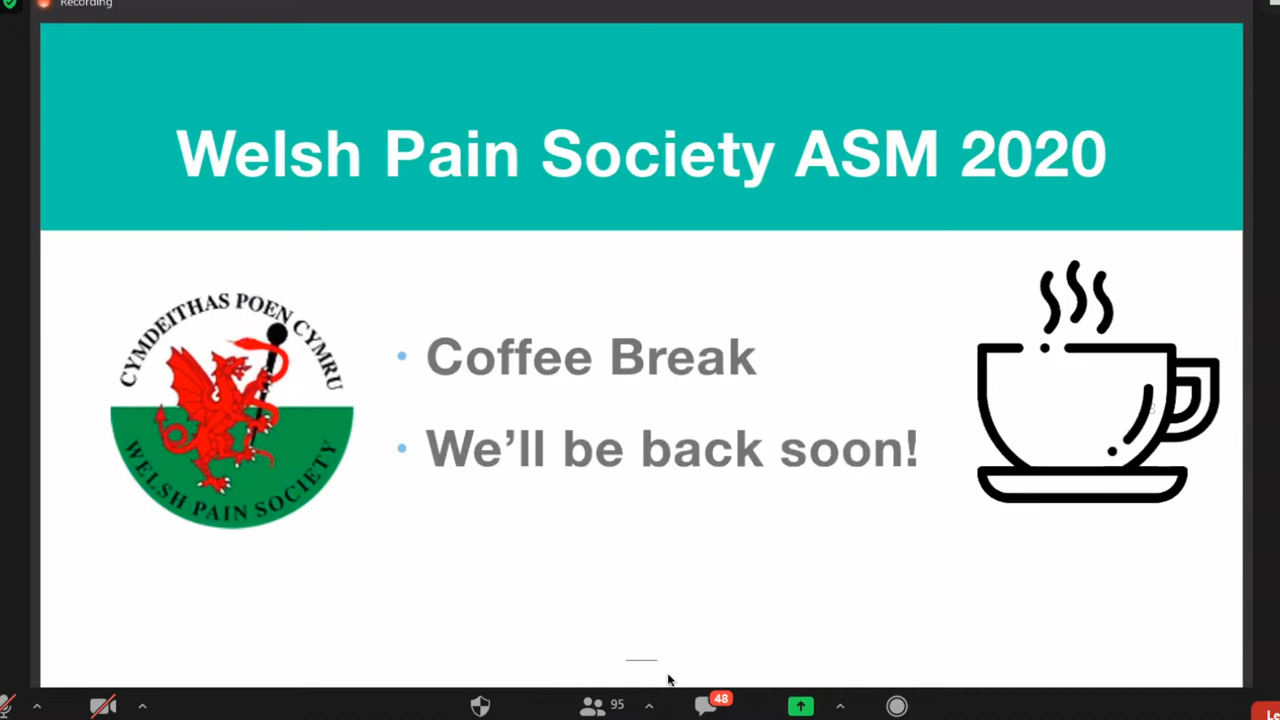 Recording
Welsh Pain Society ASM 2020
CYMDEITHAS POEN CYMRU
WELSH PAIN SOCIETY
• Coffee Break
• We’ll be back soon!
95
48